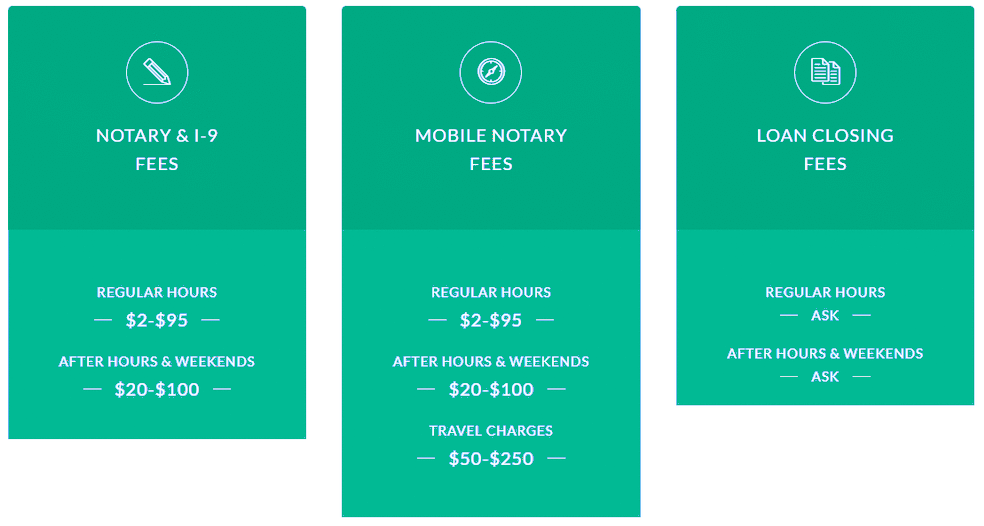 NOTARY & I-9
FEES
REGULAR HOURS
$2-$95
AFTER HOURS & WEEKENDS
$20-$100
MOBILE NOTARY
FEES
REGULAR HOURS
$2-$95
AFTER HOURS & WEEKENDS
$20-$100
TRAVEL CHARGES
$50-$250
LOAN CLOSING
FEES
REGULAR HOURS
ASK
AFTER HOURS & WEEKENDS
ASK